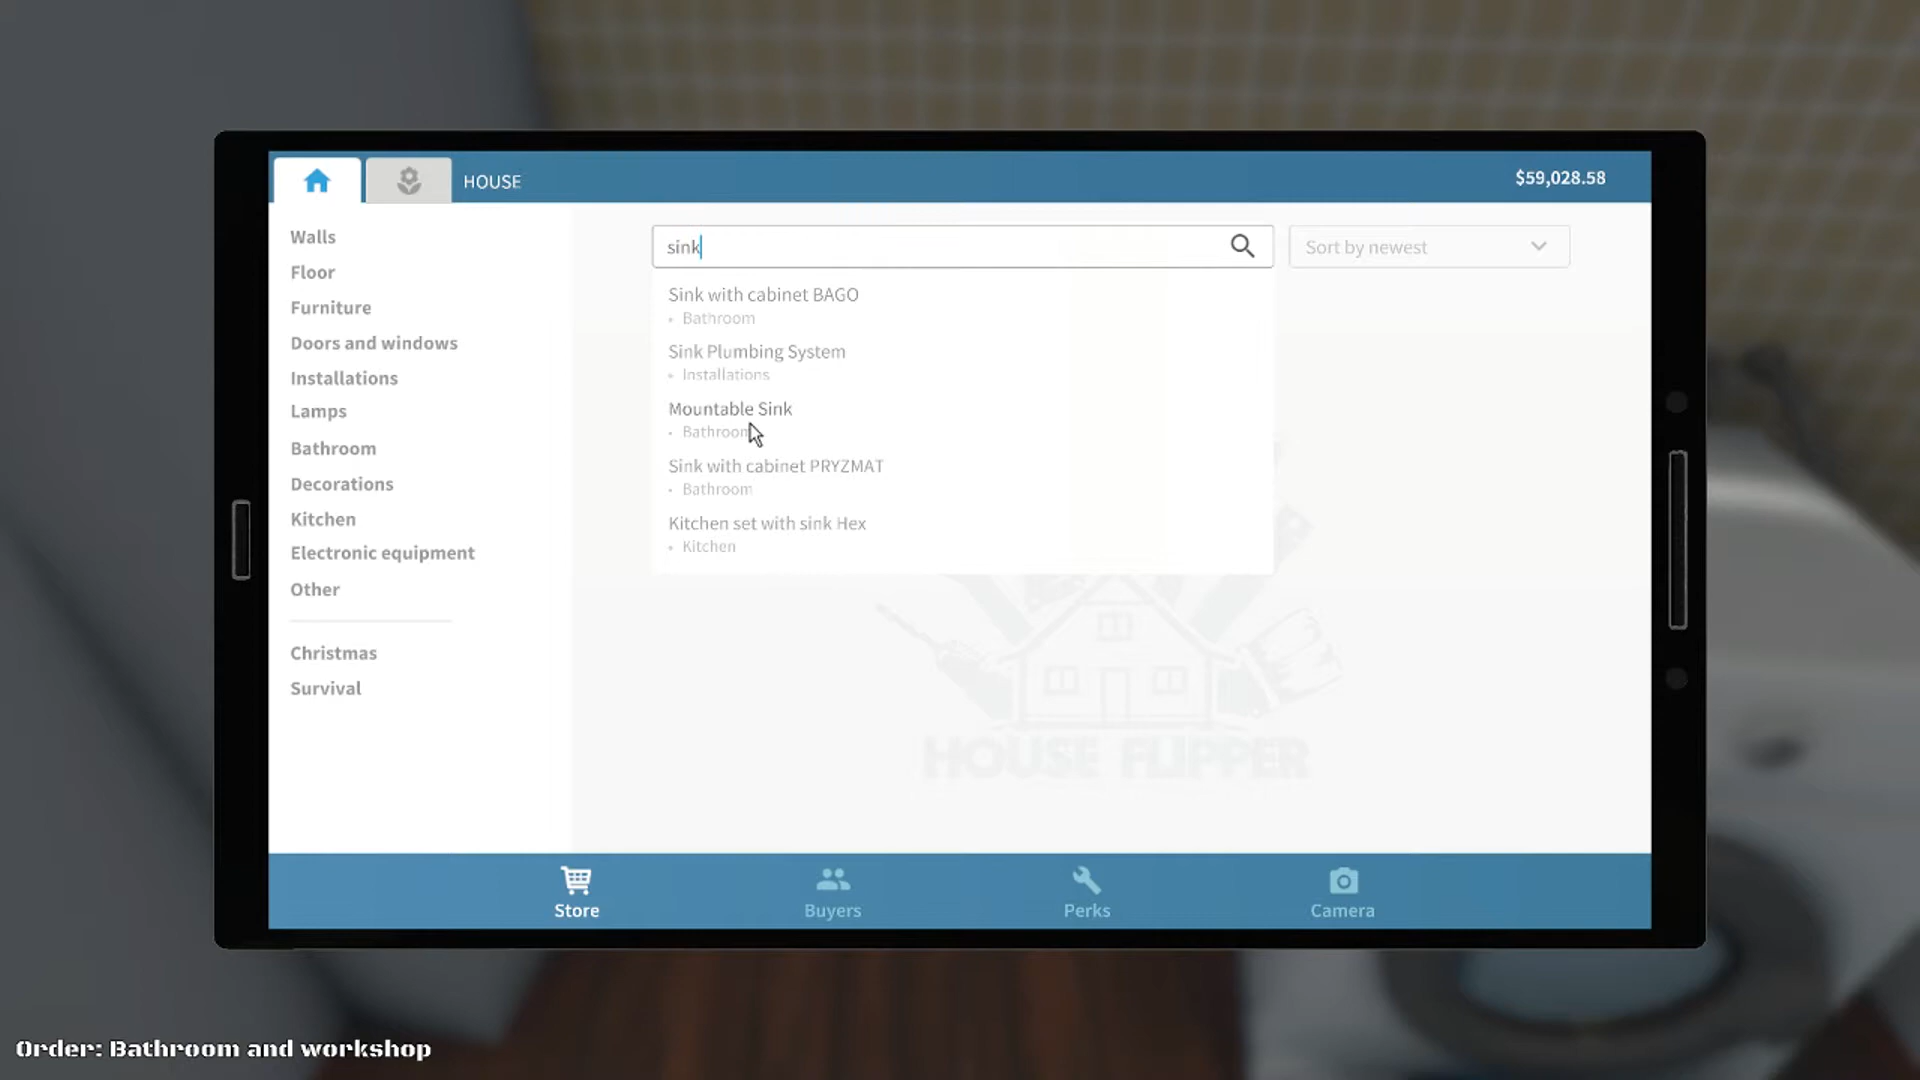 HOUSE
$59,028.58
Walls
Floor
Furniture
Doors and windows
Installations
Lamps
Bathroom
Decorations
Kitchen
Electronic equipment
Other
Christmas
Survival
sink
Sort by newest
Sink with cabinet BAGO
• Bathroom
Sink Plumbing System
• Installations
Mountable Sink
• Bathroom
Sink with cabinet PRYZMAT
• Bathroom
Kitchen set with sink Hex
• Kitchen
HOUSE FLIPPER
Store
Buyers
Perks
Camera
Order: Bathroom and workshop